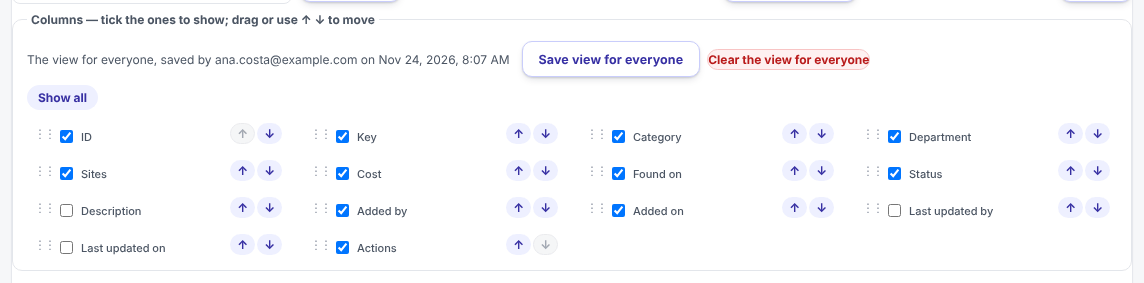 Columns — tick the ones to show; drag or use ↑ ↓ to move
The view for everyone, saved by ana.costa@example.com on Nov 24, 2026, 8:07 AM Save view for everyone Clear the view for everyone
Show all
ID ↑ ↓ Key ↑ ↓ Category ↑ ↓ Department ↑ ↓
Sites ↑ ↓ Cost ↑ ↓ Found on ↑ ↓ Status ↑ ↓
Description ↑ ↓ Added by ↑ ↓ Added on ↑ ↓ Last updated by ↑ ↓
Last updated on ↑ ↓ Actions ↑ ↓